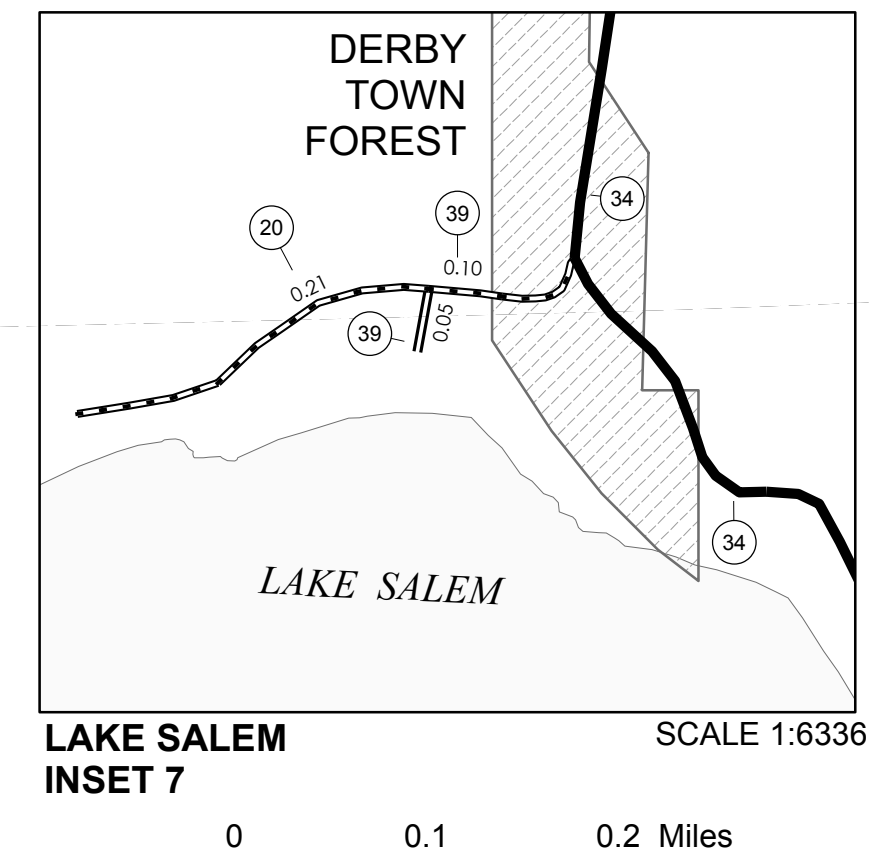 DERBY
TOWN
FOREST
34
39
20
0.10
0.21
39
0.05
34
LAKE SALEM
LAKE SALEM
INSET 7
SCALE 1:6336
0 0.1 0.2 Miles